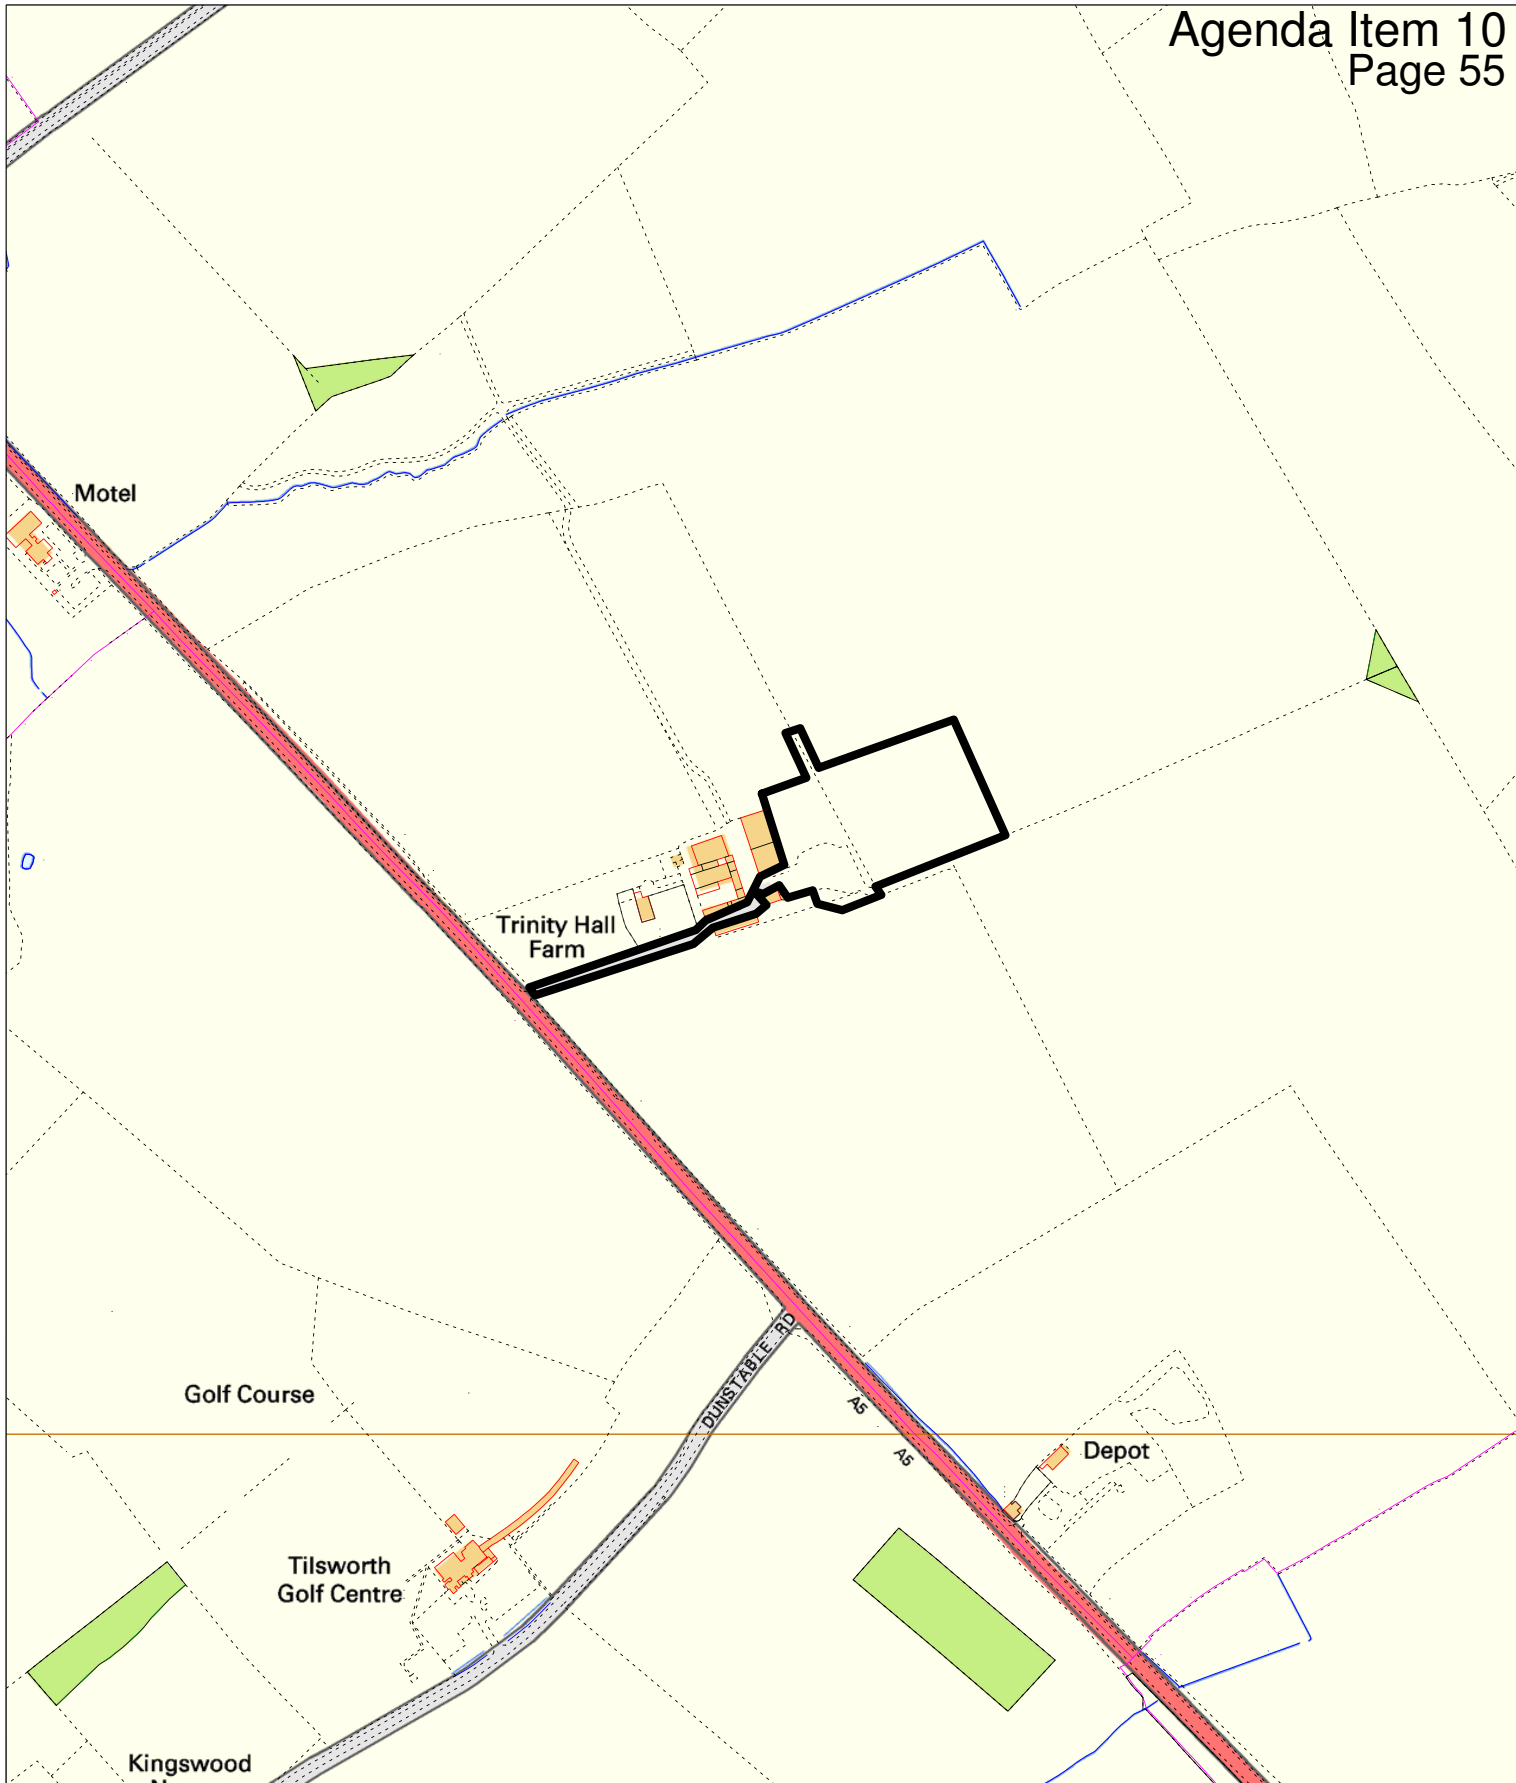 Agenda Item 10
Page 55
Motel
Trinity Hall
Farm
DUNSTABLE RD
A5
A5
Golf Course
Depot
Tilsworth
Golf Centre
Kingswood